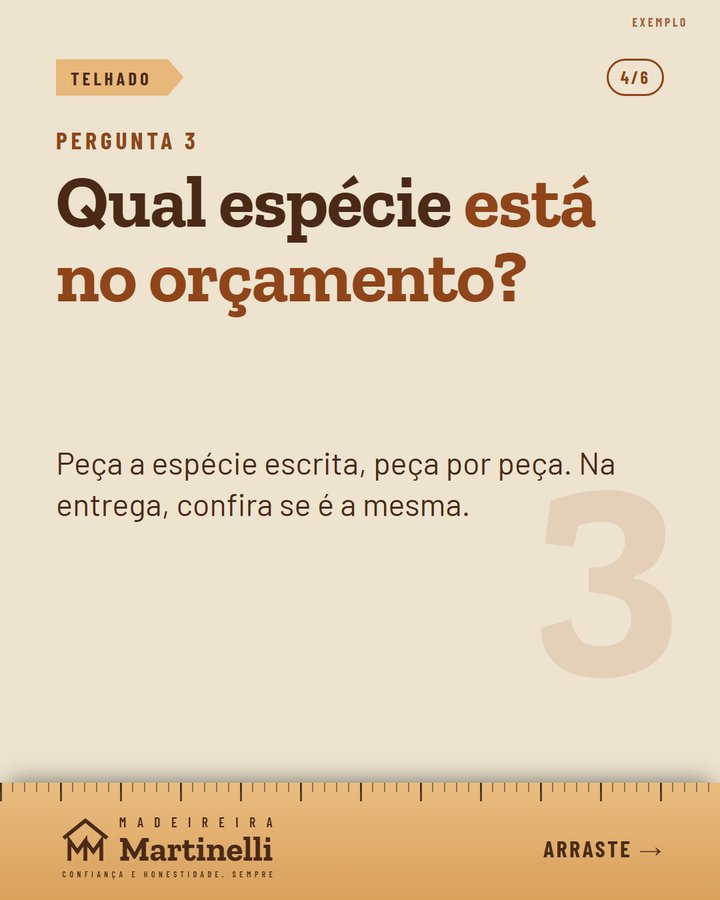 EXEMPLO
TELHADO
4/6
PERGUNTA 3
Qual espécie está
no orçamento?
Peça a espécie escrita, peça por peça. Na
entrega, confira se é a mesma.
3
MADEIREIRA
Martinelli
CONFIANÇA E HONESTIDADE, SEMPRE
ARRASTE →